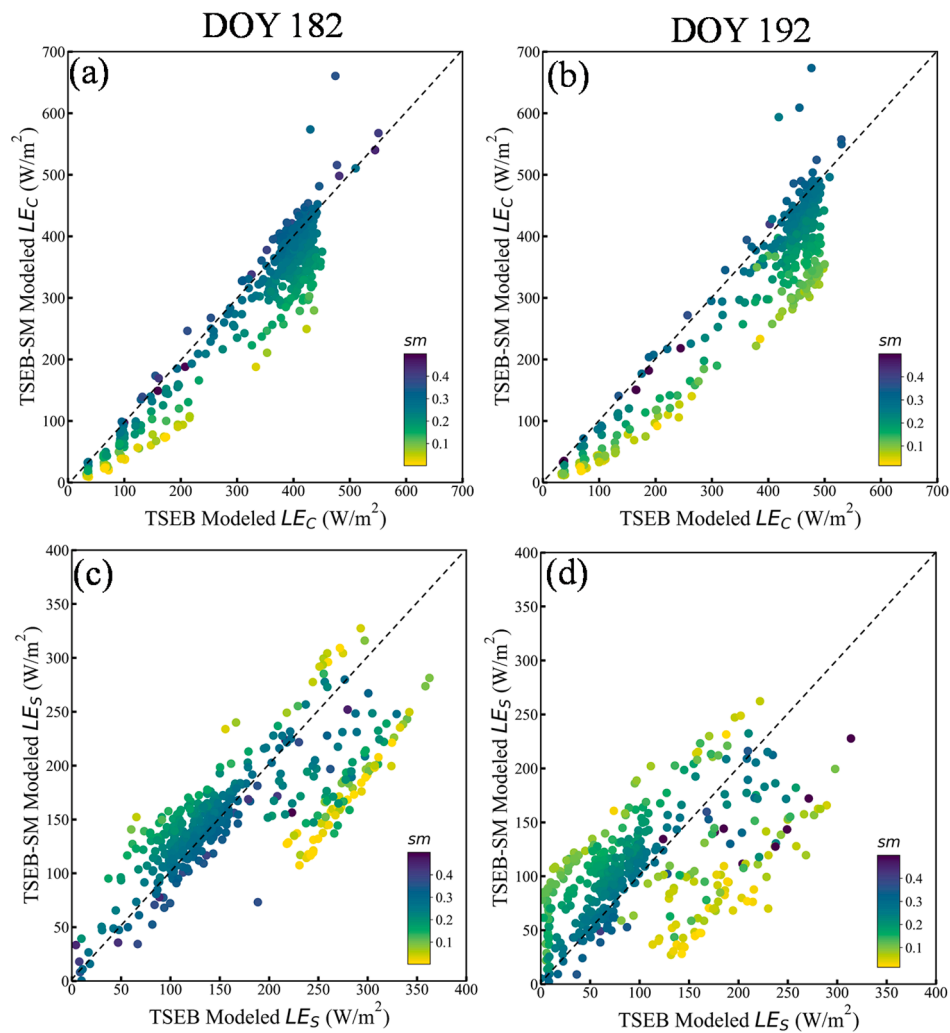 DOY 182
DOY 192
(a)
700
600
500
400
300
200
100
0
TSEB-SM Modeled LE_C (W/m²)
sm
0.4
0.3
0.2
0.1
0 100 200 300 400 500 600 700
TSEB Modeled LE_C (W/m²)
(b)
700
600
500
400
300
200
100
0
TSEB-SM Modeled LE_C (W/m²)
sm
0.4
0.3
0.2
0.1
0 100 200 300 400 500 600 700
TSEB Modeled LE_C (W/m²)
(c)
400
350
300
250
200
150
100
50
0
TSEB-SM Modeled LE_S (W/m²)
sm
0.4
0.3
0.2
0.1
0 50 100 150 200 250 300 350 400
TSEB Modeled LE_S (W/m²)
(d)
400
350
300
250
200
150
100
50
0
TSEB-SM Modeled LE_S (W/m²)
sm
0.4
0.3
0.2
0.1
0 50 100 150 200 250 300 350 400
TSEB Modeled LE_S (W/m²)